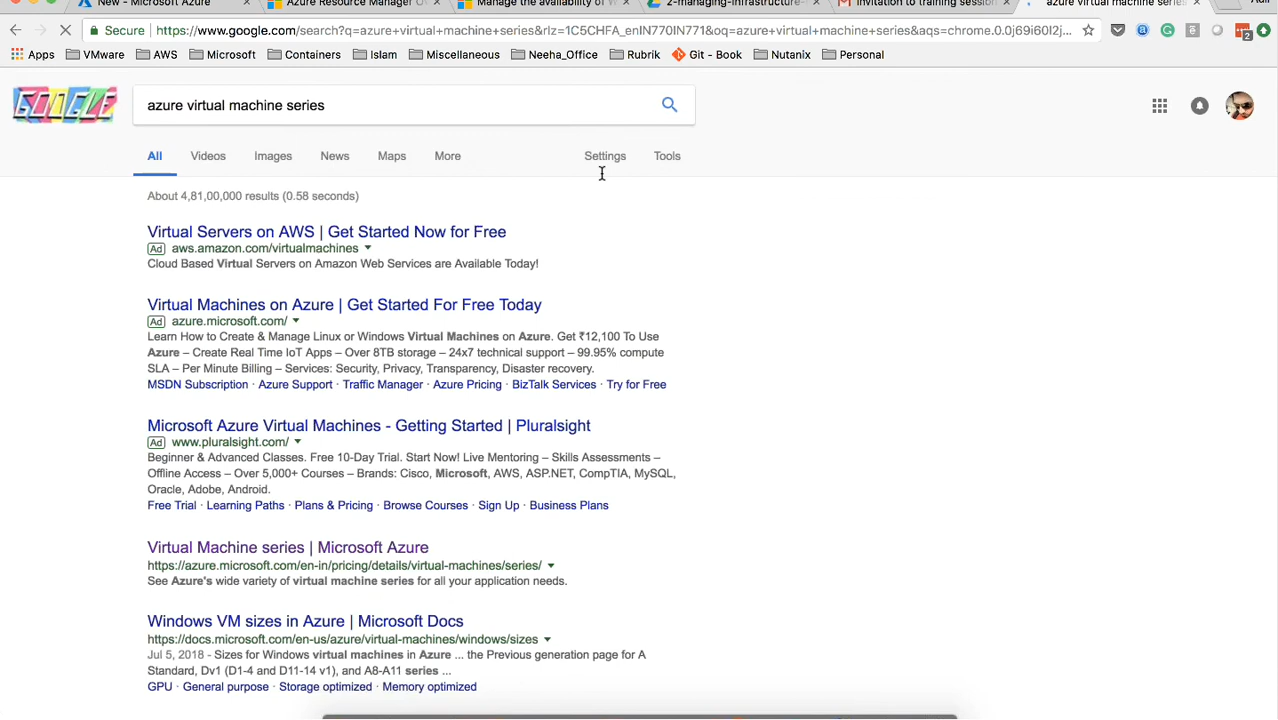 New - Microsoft Azure
Azure Resource Manager Ov
Manage the availability of W
2-managing-infrastructure-
Invitation to training session
azure virtual machine serie
Secure https://www.google.com/search?q=azure+virtual+machine+series&rlz=1C5CHFA_enIN770IN771&oq=azure+virtual+machine+series&aqs=chrome.0.0j69i60l2j...
Apps VMware AWS Microsoft Containers Islam Miscellaneous Neeha_Office Rubrik Git - Book Nutanix Personal
GOOGLE azure virtual machine series
All Videos Images News Maps More Settings Tools
About 4,81,00,000 results (0.58 seconds)
Virtual Servers on AWS | Get Started Now for Free
Ad aws.amazon.com/virtualmachines
Cloud Based Virtual Servers on Amazon Web Services are Available Today!
Virtual Machines on Azure | Get Started For Free Today
Ad azure.microsoft.com/
Learn How to Create & Manage Linux or Windows Virtual Machines on Azure. Get ₹12,100 To Use
Azure – Create Real Time IoT Apps – Over 8TB storage – 24x7 technical support – 99.95% compute
SLA – Per Minute Billing – Services: Security, Privacy, Transparency, Disaster recovery.
MSDN Subscription · Azure Support · Traffic Manager · Azure Pricing · BizTalk Services · Try for Free
Microsoft Azure Virtual Machines - Getting Started | Pluralsight
Ad www.pluralsight.com/
Beginner & Advanced Classes. Free 10-Day Trial. Start Now! Live Mentoring – Skills Assessments –
Offline Access – Over 5,000+ Courses – Brands: Cisco, Microsoft, AWS, ASP.NET, CompTIA, MySQL,
Oracle, Adobe, Android.
Free Trial · Learning Paths · Plans & Pricing · Browse Courses · Sign Up · Business Plans
Virtual Machine series | Microsoft Azure
https://azure.microsoft.com/en-in/pricing/details/virtual-machines/series/
See Azure's wide variety of virtual machine series for all your application needs.
Windows VM sizes in Azure | Microsoft Docs
https://docs.microsoft.com/en-us/azure/virtual-machines/windows/sizes
Jul 5, 2018 - Sizes for Windows virtual machines in Azure ... the Previous generation page for A
Standard, Dv1 (D1-4 and D11-14 v1), and A8-A11 series ...
GPU · General purpose · Storage optimized · Memory optimized